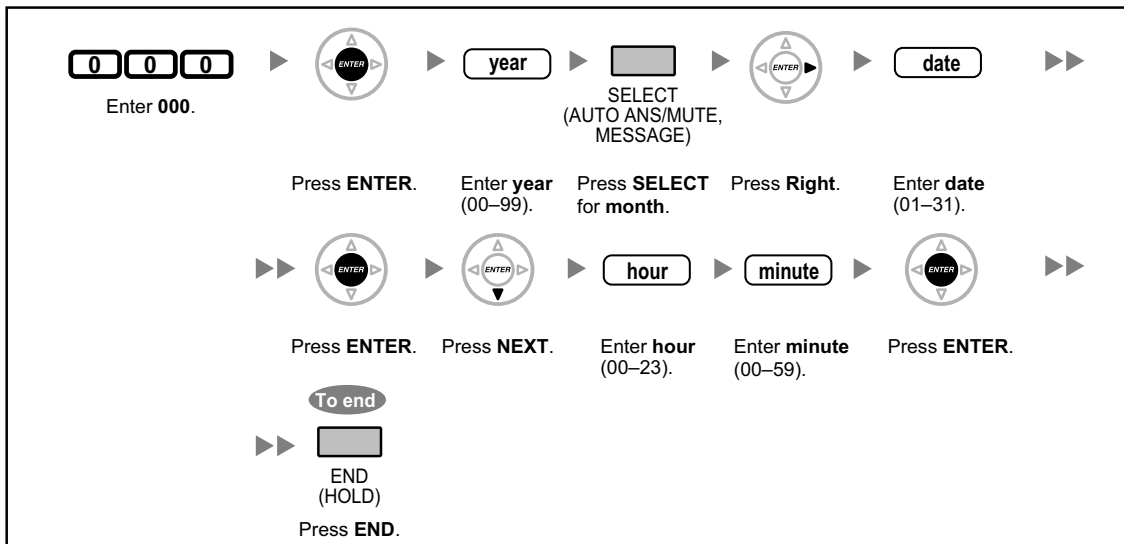 0 0 0
ENTER
year
ENTER
date
Enter 000.
SELECT
(AUTO ANS/MUTE,
MESSAGE)
Press ENTER.
Enter year
(00–99).
Press SELECT
for month.
Press Right.
Enter date
(01–31).
ENTER
ENTER
hour
minute
ENTER
Press ENTER.
Press NEXT.
Enter hour
(00–23).
Enter minute
(00–59).
Press ENTER.
To end
END
(HOLD)
Press END.